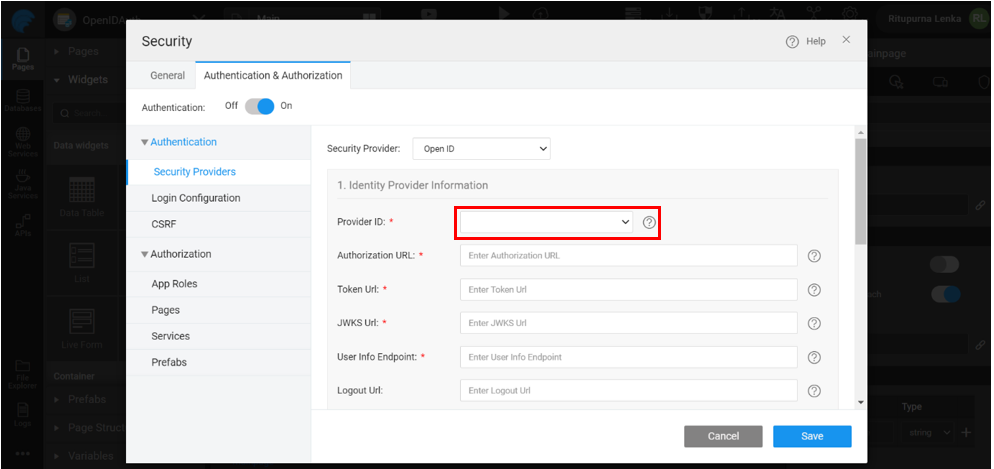 OpenIDAuth
Main
Ritupurna Lenka
RL
Pages
Databases
Web
Services
Java
Services
APIs
File
Explorer
Logs
Pages
Widgets
Search
Data widgets
Data Table
List
Live Form
Container
Prefabs
Page Struct
Variables
Security
Help
General
Authentication & Authorization
Authentication:
Off
On
Authentication
Security Providers
Login Configuration
CSRF
Authorization
App Roles
Pages
Services
Prefabs
Security Provider:
Open ID
1. Identity Provider Information
Provider ID: *
Authorization URL: *
Enter Authorization URL
Token Url: *
Enter Token Url
JWKS Url: *
Enter JWKS Url
User Info Endpoint: *
Enter User Info Endpoint
Logout Url:
Enter Logout Url
Cancel
Save
ainpage
ach
Type
string